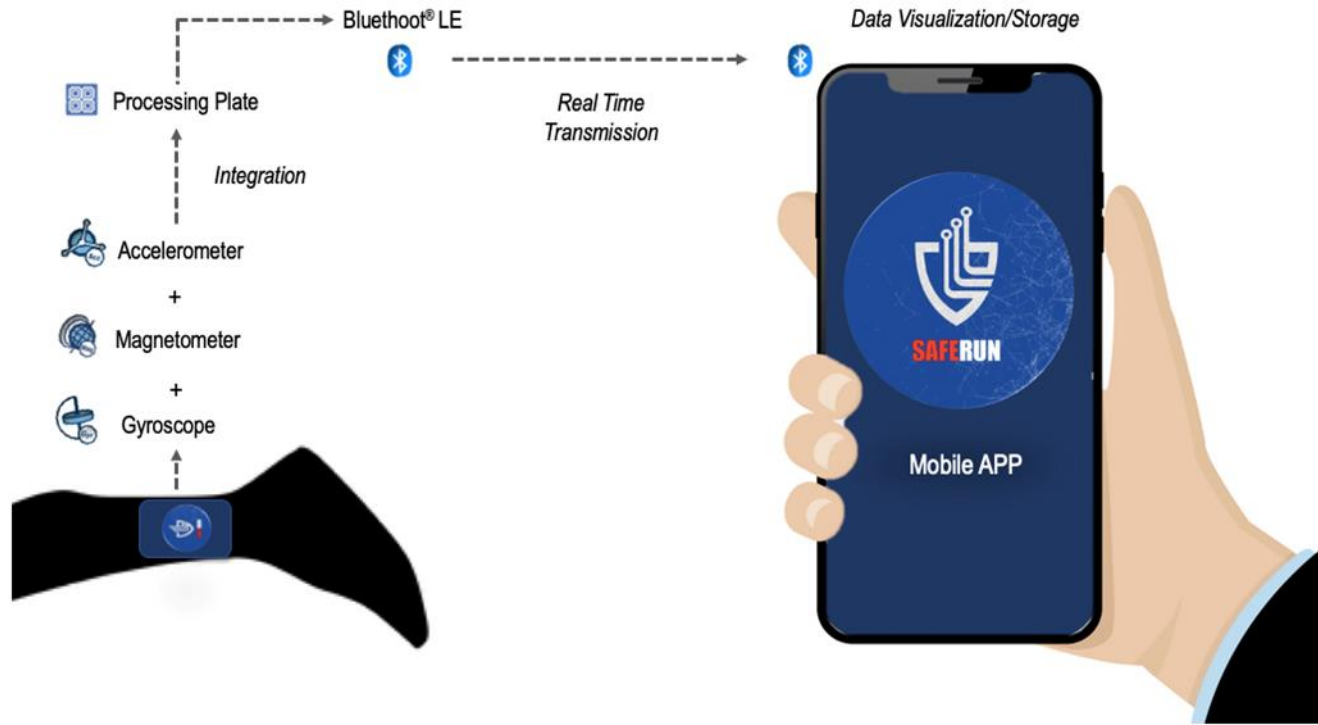 Bluethoot® LE
Data Visualization/Storage
Processing Plate
Real Time
Transmission
Integration
Accelerometer
+
Magnetometer
+
Gyroscope
SAFERUN
Mobile APP